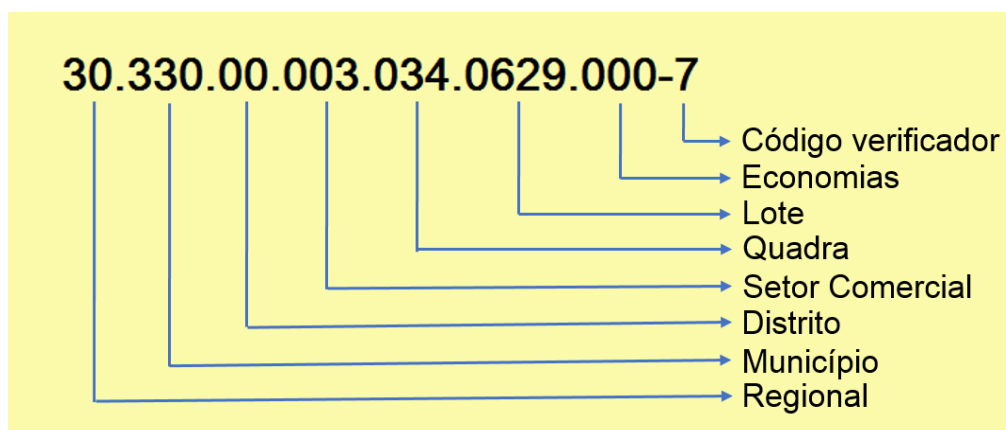 30.330.00.003.034.0629.000-7
Código verificador
Economias
Lote
Quadra
Setor Comercial
Distrito
Município
Regional